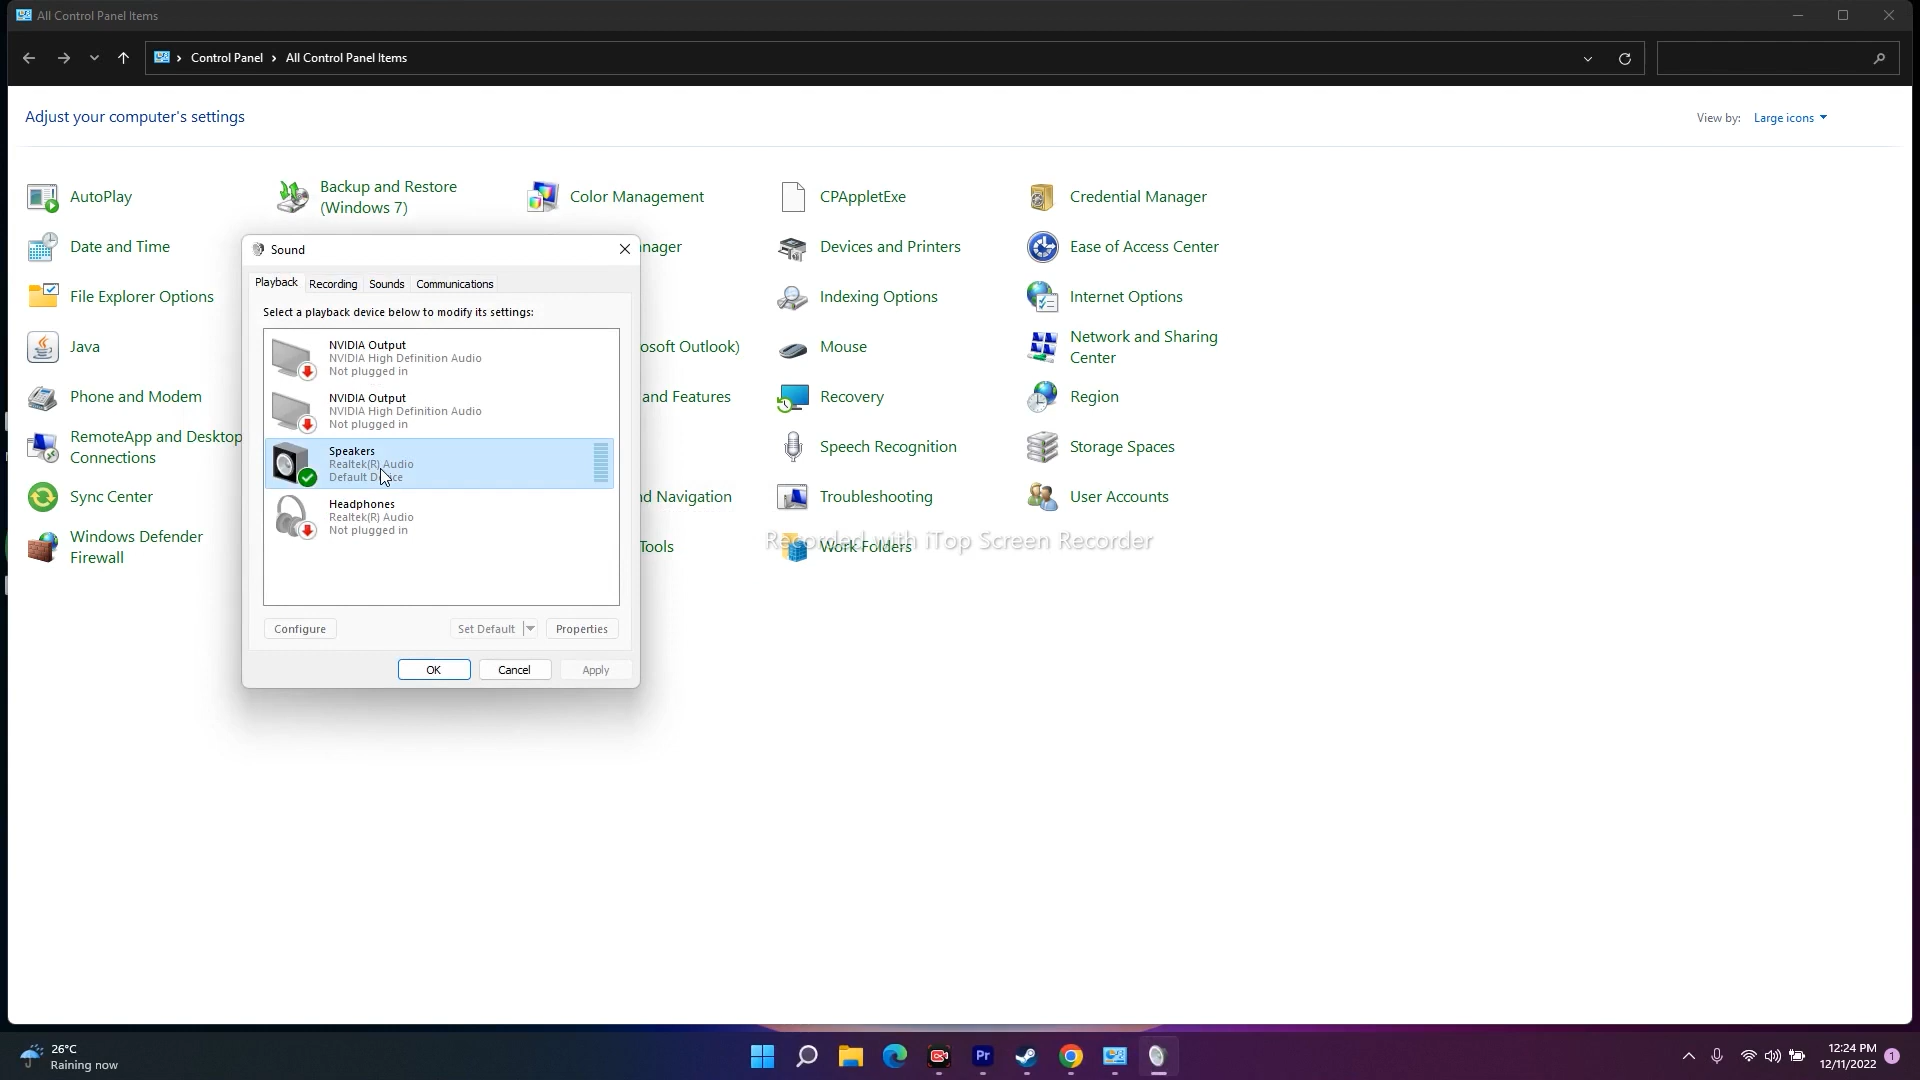 All Control Panel Items
Control Panel
All Control Panel Items
Adjust your computer's settings
View by:
Large icons
AutoPlay
Backup and Restore
(Windows 7)
Color Management
CPAppletExe
Credential Manager
Date and Time
nager
Devices and Printers
Ease of Access Center
File Explorer Options
Indexing Options
Internet Options
Java
osoft Outlook)
Mouse
Network and Sharing
Center
Phone and Modem
and Features
Recovery
Region
RemoteApp and Desktop
Connections
Speech Recognition
Storage Spaces
Sync Center
nd Navigation
Troubleshooting
User Accounts
Windows Defender
Firewall
Tools
Work Folders
Recorded with iTop Screen Recorder
Sound
Playback
Recording
Sounds
Communications
Select a playback device below to modify its settings:
NVIDIA Output
NVIDIA High Definition Audio
Not plugged in
NVIDIA Output
NVIDIA High Definition Audio
Not plugged in
Speakers
Realtek(R) Audio
Default
Headphones
Realtek(R) Audio
Not plugged in
Configure
Set Default
Properties
OK
Cancel
Apply
26°C
Raining now
Pr
12:24 PM
12/11/2022
1